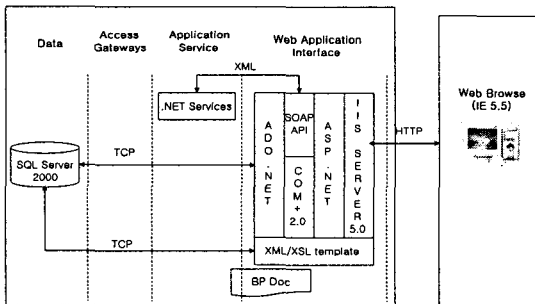 Data
Access
Gateways
Application
Service
Web Application
Interface
XML
.NET Services
SQL Server
2000
TCP
TCP
ADO.NET
SOAP
API
COM+
2.0
ASP.NET
IIS SERVER
5.0
XML/XSL template
BP Doc
HTTP
Web Browse
(IE 5.5)